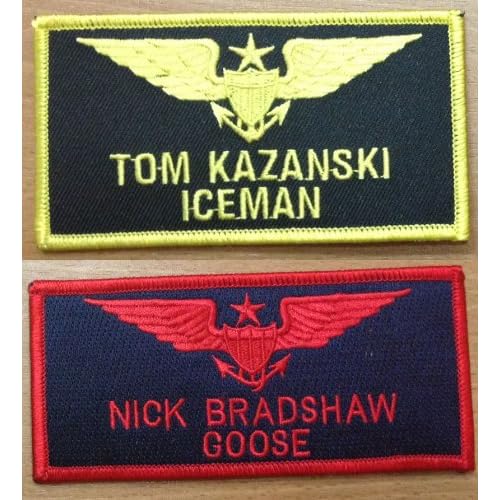 TOM KAZANSKI
ICEMAN
NICK BRADSHAW
GOOSE